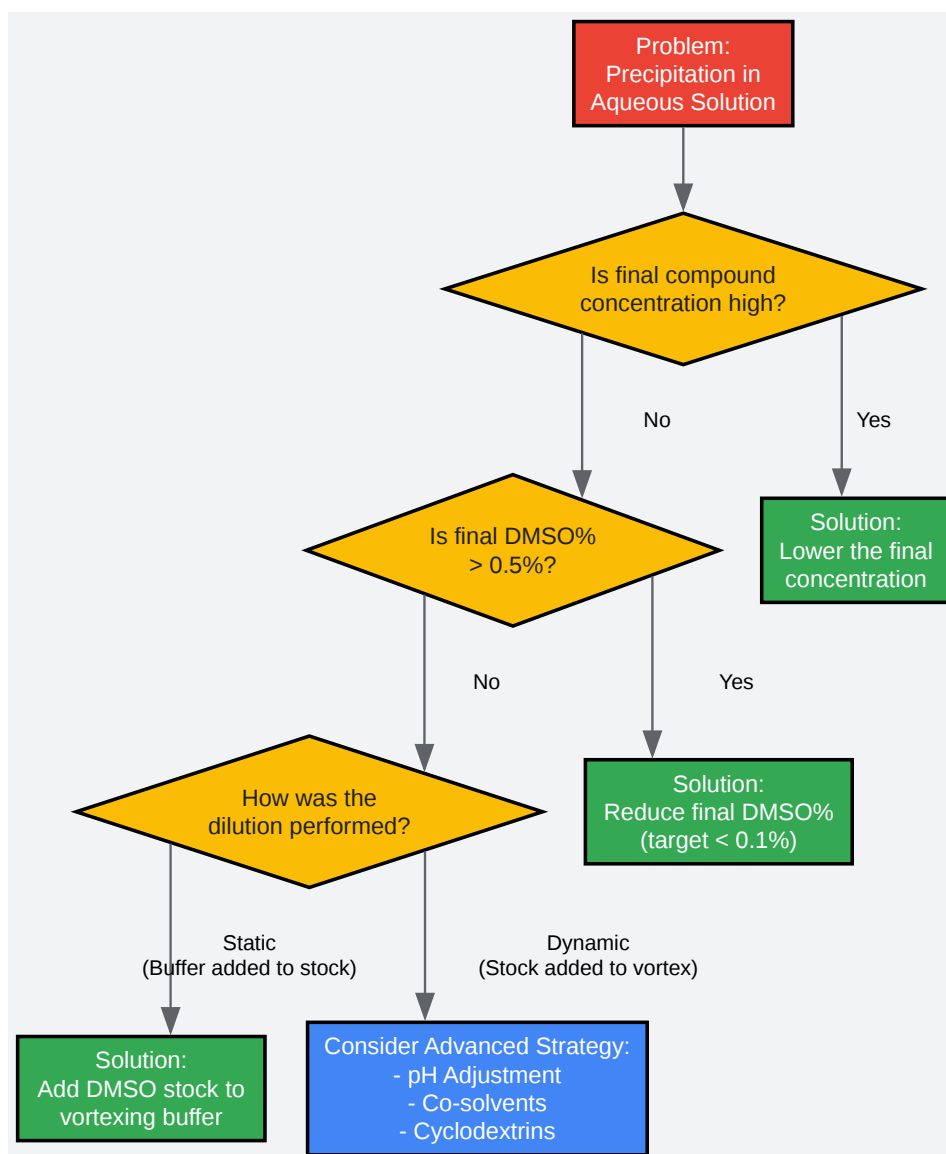 Problem:
Precipitation in
Aqueous Solution
Is final compound
concentration high?
No
Yes
Is final DMSO%
> 0.5%?
Solution:
Lower the final
concentration
No
Yes
How was the
dilution performed?
Solution:
Reduce final DMSO%
(target < 0.1%)
Static
(Buffer added to stock)
Dynamic
(Stock added to vortex)
Solution:
Add DMSO stock to
vortexing buffer
Consider Advanced Strategy:
- pH Adjustment
- Co-solvents
- Cyclodextrins